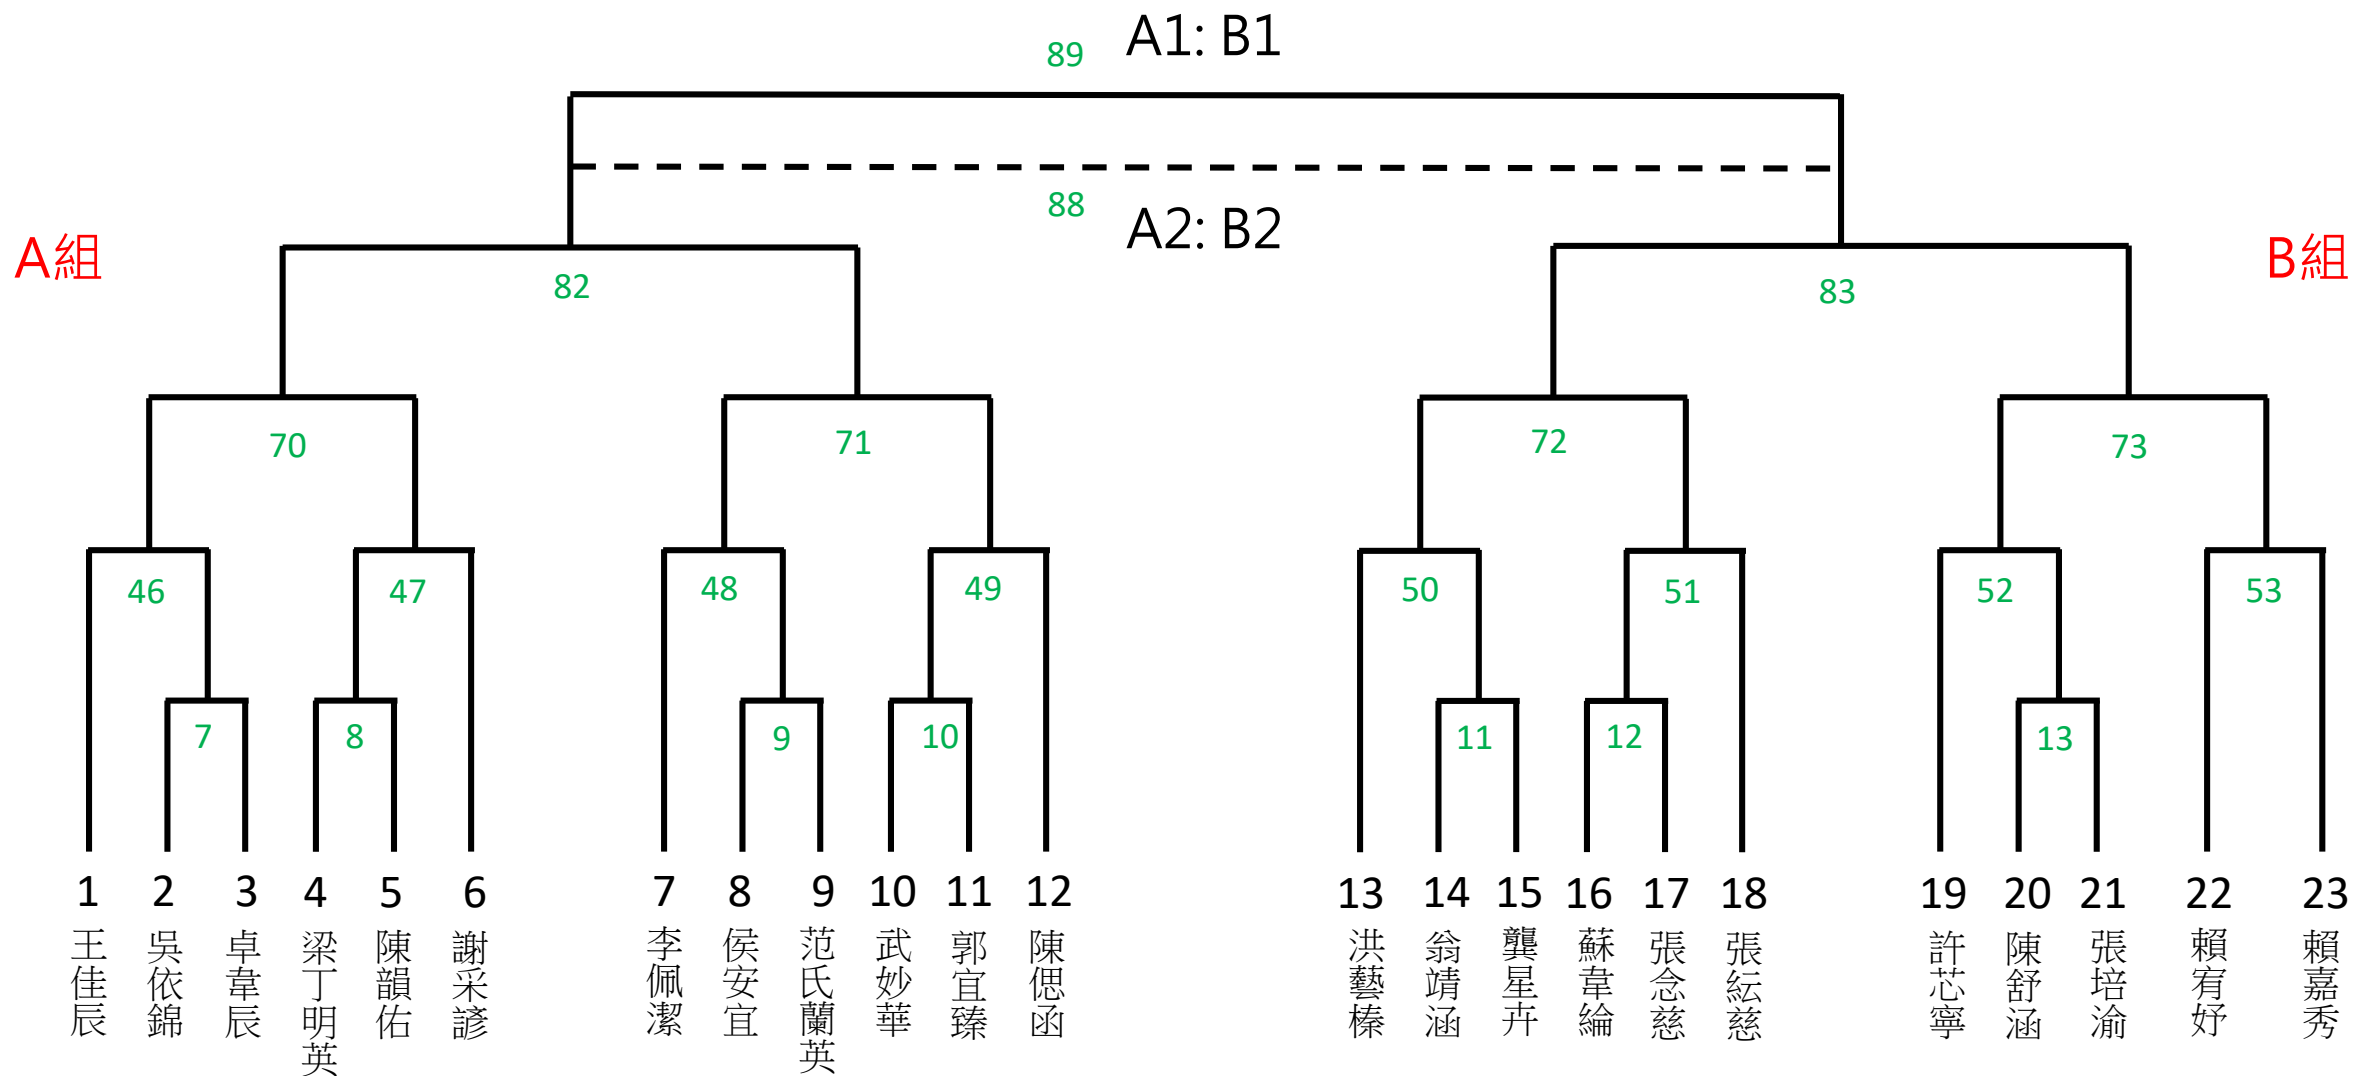 89 A1: B1
88 A2: B2
A組
B組
82
83
70
71
72
73
46
47
48
49
50
51
52
53
7
8
9
10
11
12
13
1
2
3
4
5
6
7
8
9
10
11
12
13
14
15
16
17
18
19
20
21
22
23
王佳辰
吳依錦
卓韋辰
梁丁明英
陳韻佑
謝采諺
李佩潔
侯安宜
范氏蘭英
武妙華
郭宜臻
陳偲函
洪藝榛
翁靖涵
龔星卉
蘇韋綸
張念慈
張紜慈
許芯寧
陳舒涵
張培渝
賴宥妤
賴嘉秀